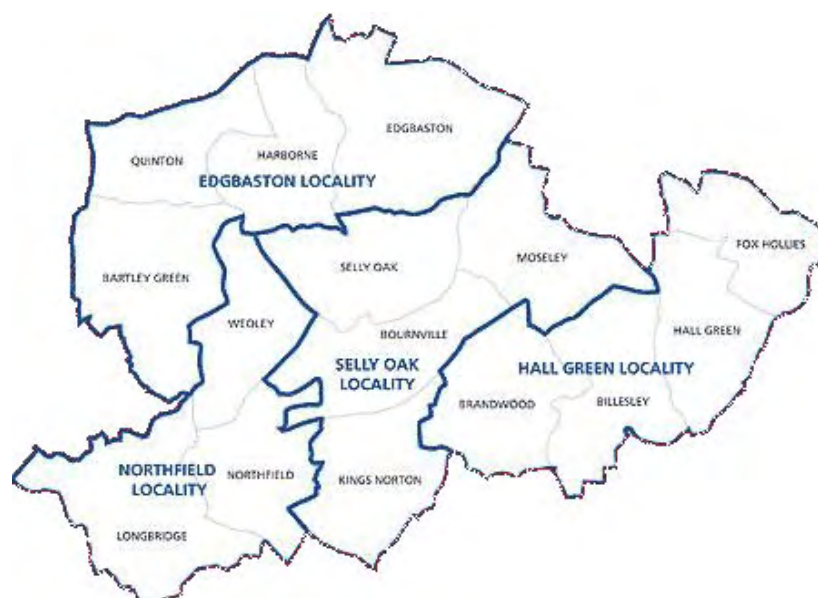 EDGBASTON
HARBORNE
QUINTON
EDGBASTON LOCALITY
FOX HOLLIES
MOSELEY
SELLY OAK
BARTLEY GREEN
WEOLEY
BOURNVILLE
HALL GREEN
SELLY OAK
LOCALITY
HALL GREEN LOCALITY
BRANDWOOD
BILLESLEY
NORTHFIELD
LOCALITY
NORTHFIELD
KINGS NORTON
LONGBRIDGE